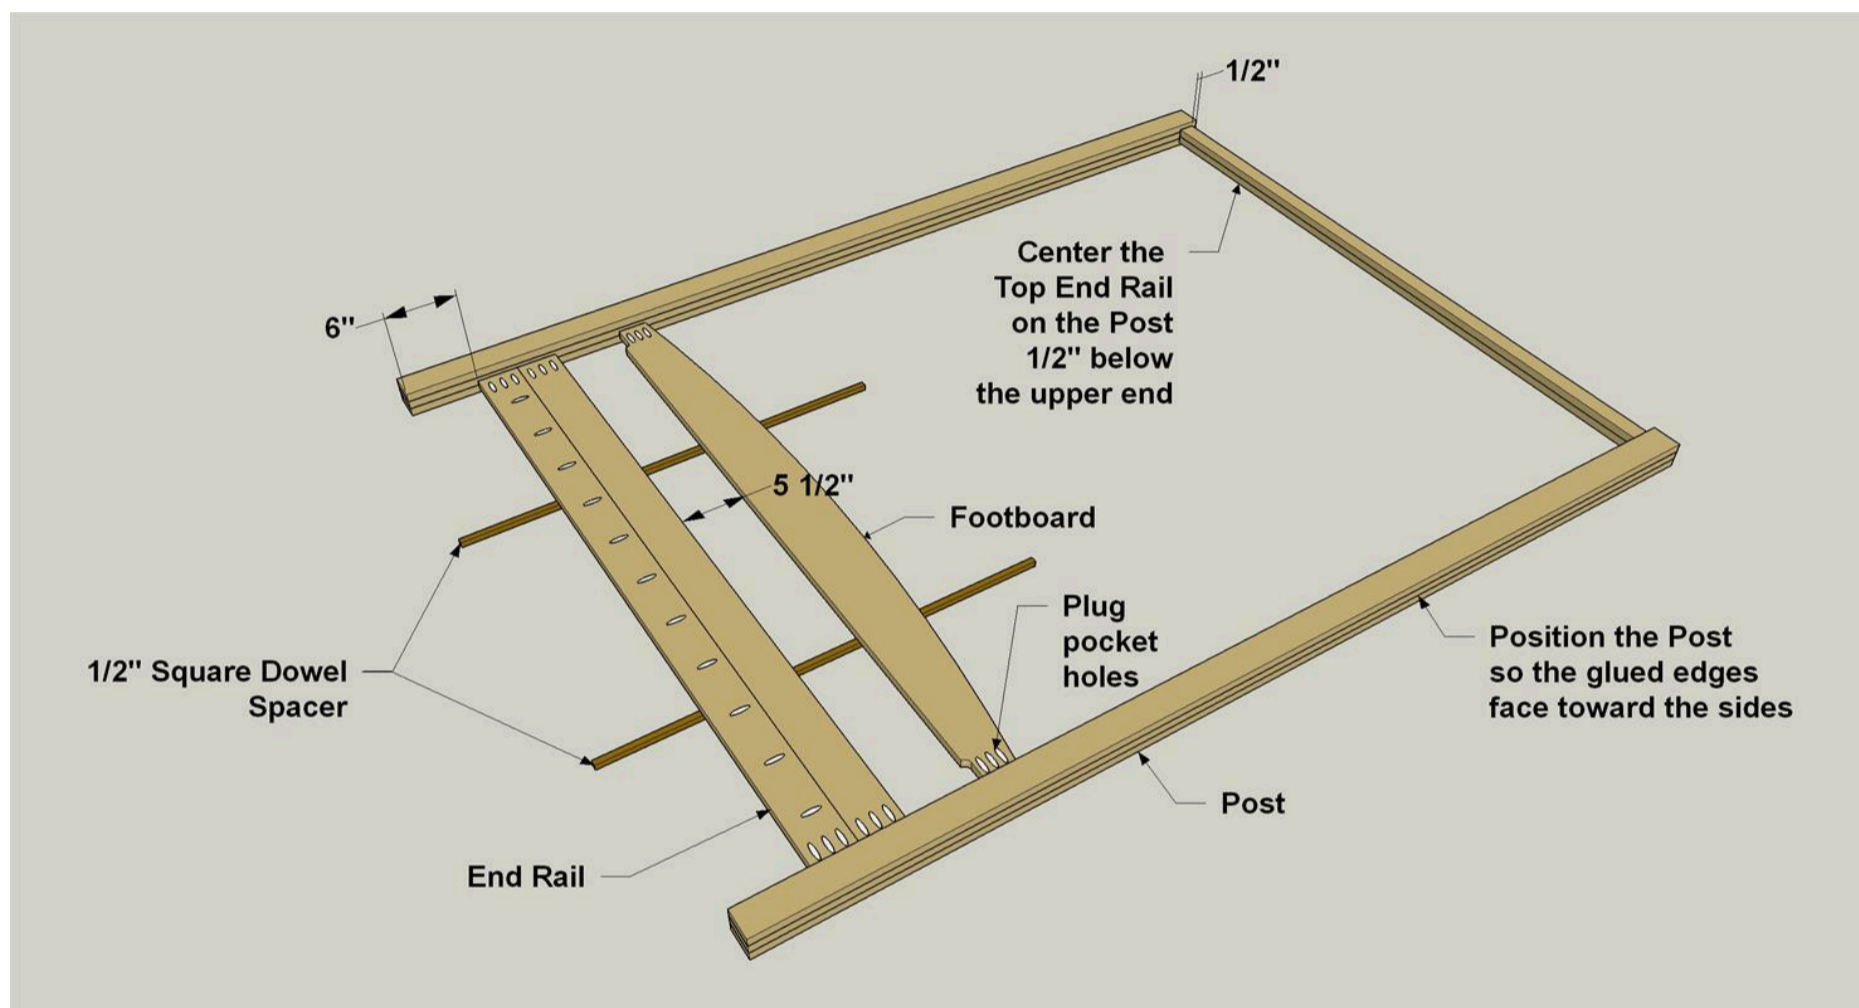 1/2"
Center the
Top End Rail
on the Post
1/2" below
the upper end
6"
5 1/2"
Footboard
Plug
pocket
holes
Position the Post
so the glued edges
face toward the sides
1/2" Square Dowel
Spacer
Post
End Rail